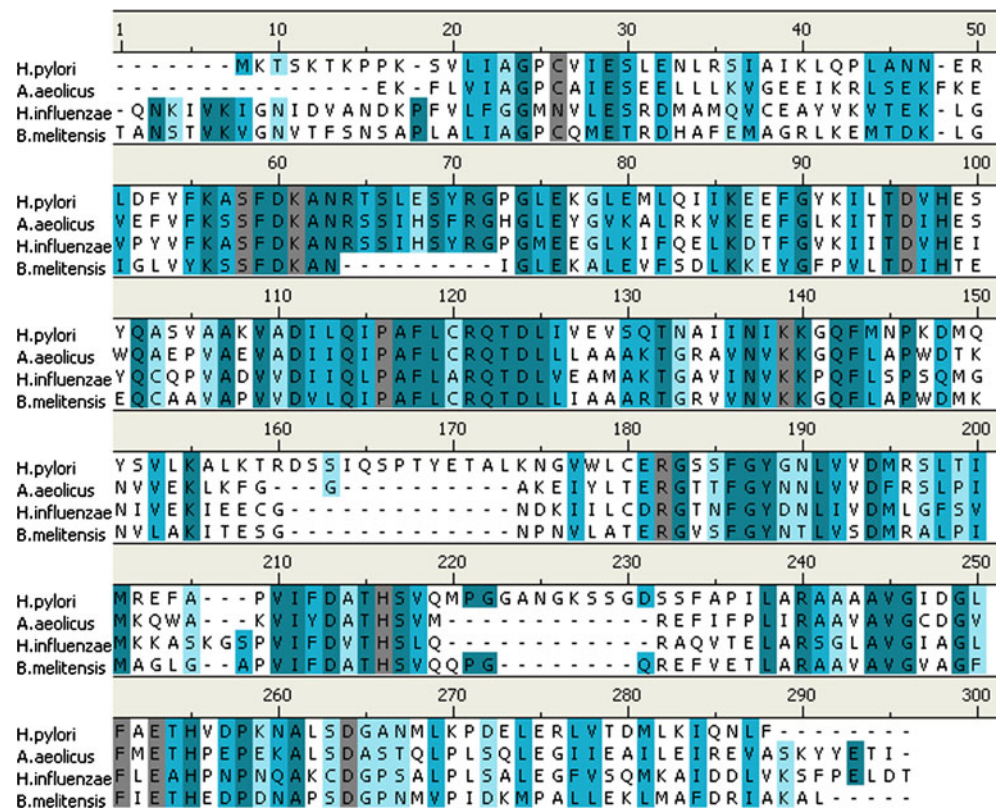 1 10 20 30 40 50
H.pylori - - - - - - - M K T S K T K P P K - S V L I A G P C V I E S L E N L R S I A I K L Q P L A N N - E R
A.aeolicus - - - - - - - - - - - - - - - E K - F L V I A G P C A I E S E E L L L K V G E E I K R L S E K F K E
H.influenzae - Q N K I V K I G N I D V A N D K P F V L F G G M N V L E S R D M A M Q V C E A Y V K V T E K - L G
B.melitensis T A N S T V K V G N V T F S N S A P L A L I A G P C Q M E T R D H A F E M A G R L K E M T D K - L G
60 70 80 90 100
H.pylori L D F Y F K A S F D K A N R T S L E S Y R G P G L E K G L E M L Q I I K E E F G Y K I L T D V H E S
A.aeolicus V E F V F K S S F D K A N R S S I H S F R G H G L E Y G V K A L R K V K E E F G L K I T T D I H E S
H.influenzae V P Y V F K A S F D K A N R S S I H S Y R G P G M E E G L K I F Q E L K D T F G V K I I T D V H E I
B.melitensis I G L V Y K S S F D K A N - - - - - - - - - I G L E K A L E V F S D L K K E Y G F P V L T D I H T E
110 120 130 140 150
H.pylori Y Q A S V A A K V A D I L Q I P A F L C R Q T D L I V E V S Q T N A I I N I K K G Q F M N P K D M Q
A.aeolicus W Q A E P V A E V A D I I Q I P A F L C R Q T D L L L A A A K T G R A V N V K K G Q F L A P W D T K
H.influenzae Y Q C Q P V A D V V D I I Q L P A F L A R Q T D L V E A M A K T G A V I N V K K P Q F L S P S Q M G
B.melitensis E Q C A A V A P V V D V L Q I P A F L C R Q T D L L I A A A R T G R V V N V K K G Q F L A P W D M K
160 170 180 190 200
H.pylori Y S V L K A L K T R D S S I Q S P T Y E T A L K N G V W L C E R G S S F G Y G N L V V D M R S L T I
A.aeolicus N V V E K L K F G - - - G - - - - - - - - - - A K E I Y L T E R G T T F G Y N N L V V D F R S L P I
H.influenzae N I V E K I E E C G - - - - - - - - - - - - - N D K I I L C D R G T N F G Y D N L I V D M L G F S V
B.melitensis N V L A K I T E S G - - - - - - - - - - - - - N P N V L A T E R G V S F G Y N T L V S D M R A L P I
210 220 230 240 250
H.pylori M R E F A - - - P V I F D A T H S V Q M P G G A N G K S S G D S S F A P I L A R A A A A V G I D G L
A.aeolicus M K Q W A - - - K V I Y D A T H S V M - - - - - - - - - - - - R E F I F P L I R A A V A V G C D G V
H.influenzae M K K A S K G S P V I F D V T H S L Q - - - - - - - - - - - - R A Q V T E L A R S G L A V G I A G L
B.melitensis M A G L G - - A P V I F D A T H S V Q Q P G - - - - - - - - Q R E F V E T L A R A A V A V G V A G F
260 270 280 290 300
H.pylori F A E T H V D P K N A L S D G A N M L K P D E L E R L V T D M L K I Q N L F - - - - - - - -
A.aeolicus F M E T H P E P E K A L S D A S T Q L P L S Q L E G I I E A I L E I R E V A S K Y Y E T I -
H.influenzae F L E A H P N P N Q A K C D G P S A L P L S A L E G F V S Q M K A I D D L V K S F P E L D T
B.melitensis F I E T H E D P D N A P S D G P N M V P I D K M P A L L E K L M A F D R I A K A L - - - - -